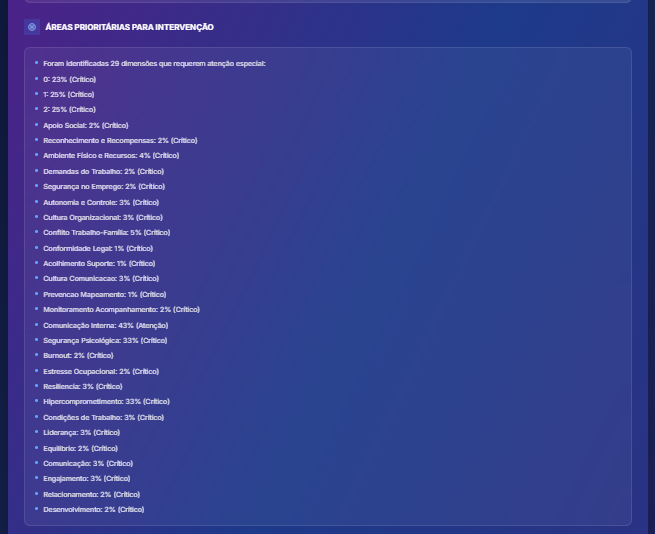 ÁREAS PRIORITÁRIAS PARA INTERVENÇÃO
Foram identificadas 29 dimensões que requerem atenção especial:
0: 23% (Crítico)
1: 25% (Crítico)
2: 25% (Crítico)
Apoio Social: 2% (Crítico)
Reconhecimento e Recompensas: 2% (Crítico)
Ambiente Físico e Recursos: 4% (Crítico)
Demandas do Trabalho: 2% (Crítico)
Segurança no Emprego: 2% (Crítico)
Autonomia e Controle: 3% (Crítico)
Cultura Organizacional: 3% (Crítico)
Conflito Trabalho-Família: 5% (Crítico)
Conformidade Legal: 1% (Crítico)
Acolhimento Suporte: 1% (Crítico)
Cultura Comunicacao: 3% (Crítico)
Prevencao Mapeamento: 1% (Crítico)
Monitoramento Acompanhamento: 2% (Crítico)
Comunicação Interna: 43% (Atenção)
Segurança Psicológica: 33% (Crítico)
Burnout: 2% (Crítico)
Estresse Ocupacional: 2% (Crítico)
Resiliencia: 3% (Crítico)
Hipercomprometimento: 33% (Crítico)
Condições de Trabalho: 3% (Crítico)
Liderança: 3% (Crítico)
Equilíbrio: 2% (Crítico)
Comunicação: 3% (Crítico)
Engajamento: 3% (Crítico)
Relacionamento: 2% (Crítico)
Desenvolvimento: 2% (Crítico)